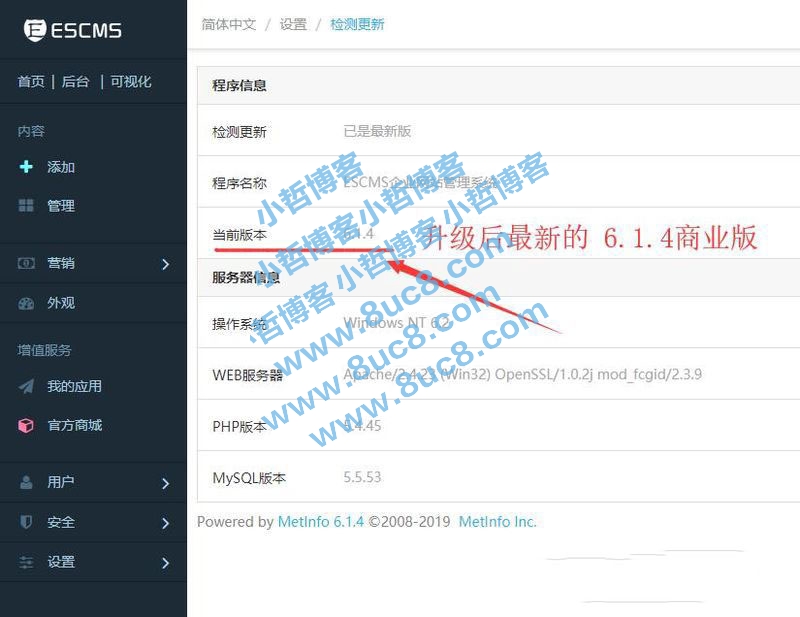 ESCMS
首页 | 后台 | 可视化
内容
添加
管理
营销
外观
增值服务
我的应用
官方商城
用户
安全
设置
简体中文 / 设置 / 检测更新
程序信息
检测更新 已是最新版
程序名称 ESCMS企业网站管理系统
当前版本 6.1.4
升级后最新的 6.1.4商业版
服务器信息
操作系统 Windows NT 6.2
WEB服务器 Apache/2.4.23 (Win32) OpenSSL/1.0.2j mod_fcgid/2.3.9
PHP版本 5.4.45
MySQL版本 5.5.53
Powered by MetInfo 6.1.4 ©2008-2019 MetInfo Inc.
小哲博客小哲博客
小哲博客小哲博客
哲博客 www.8uc8.com
www.8uc8.com
www.8uc8.com